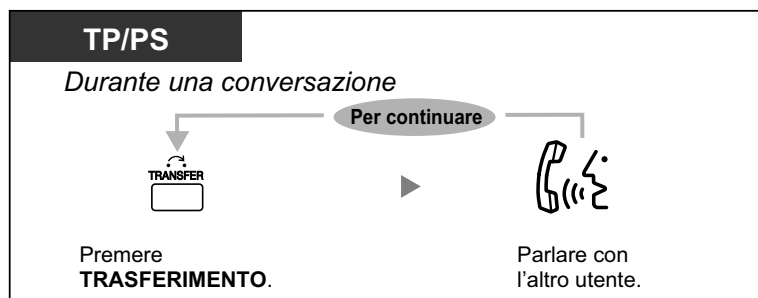 TP/PS
Durante una conversazione
Per continuare
TRANSFER
Premere
TRASFERIMENTO.
Parlare con
l'altro utente.